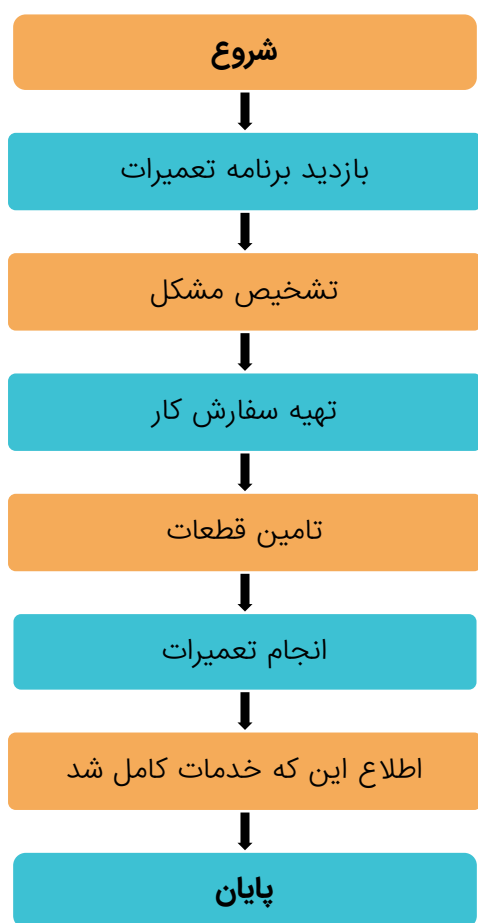 شروع
بازدید برنامه تعمیرات
تشخیص مشکل
تهیه سفارش کار
تامین قطعات
انجام تعمیرات
اطلاع این که خدمات کامل شد
پایان